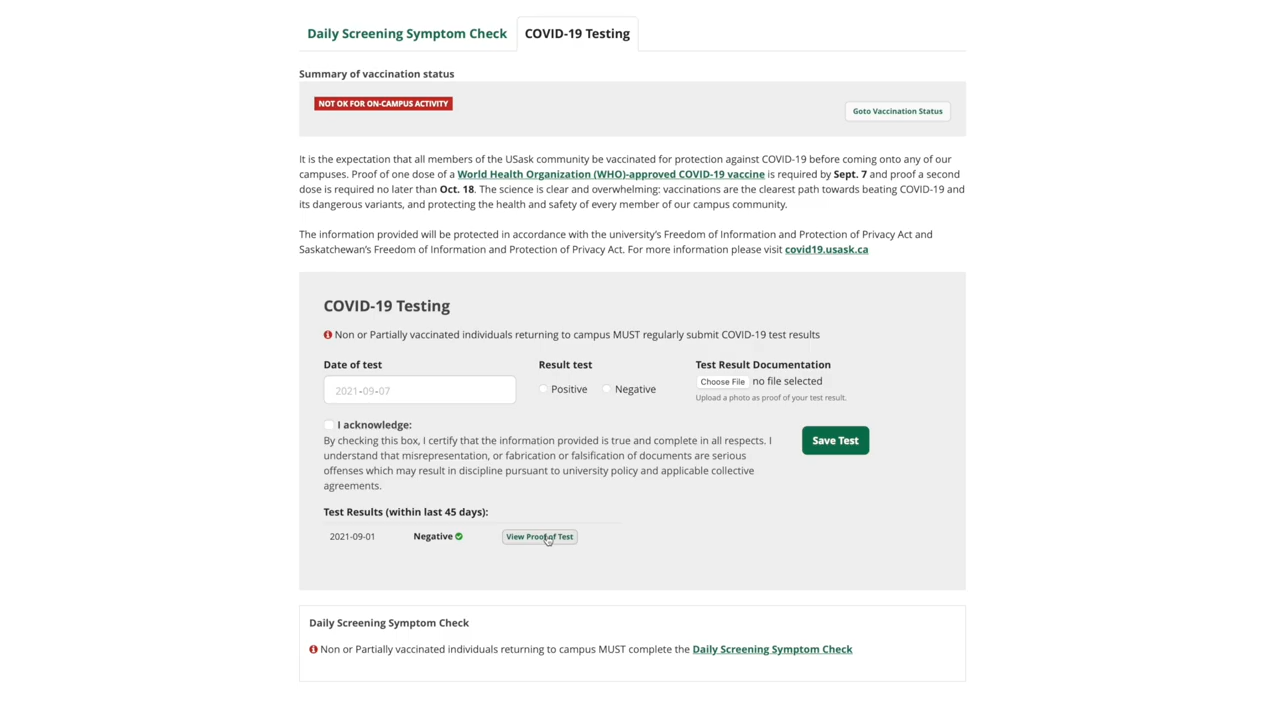 Daily Screening Symptom Check COVID-19 Testing
Summary of vaccination status
NOT OK FOR ON-CAMPUS ACTIVITY
Goto Vaccination Status
It is the expectation that all members of the USask community be vaccinated for protection against COVID-19 before coming onto any of our
campuses. Proof of one dose of a World Health Organization (WHO)-approved COVID-19 vaccine is required by Sept. 7 and proof a second
dose is required no later than Oct. 18. The science is clear and overwhelming: vaccinations are the clearest path towards beating COVID-19 and
its dangerous variants, and protecting the health and safety of every member of our campus community.
The information provided will be protected in accordance with the university's Freedom of Information and Protection of Privacy Act and
Saskatchewan's Freedom of Information and Protection of Privacy Act. For more information please visit covid19.usask.ca
COVID-19 Testing
Non or Partially vaccinated individuals returning to campus MUST regularly submit COVID-19 test results
Date of test Result test Test Result Documentation
2021-09-07 Positive Negative Choose File no file selected
Upload a photo as proof of your test result.
I acknowledge:
By checking this box, I certify that the information provided is true and complete in all respects. I
understand that misrepresentation, or fabrication or falsification of documents are serious
offenses which may result in discipline pursuant to university policy and applicable collective
agreements.
Save Test
Test Results (within last 45 days):
2021-09-01 Negative View Proof of Test
Daily Screening Symptom Check
Non or Partially vaccinated individuals returning to campus MUST complete the Daily Screening Symptom Check